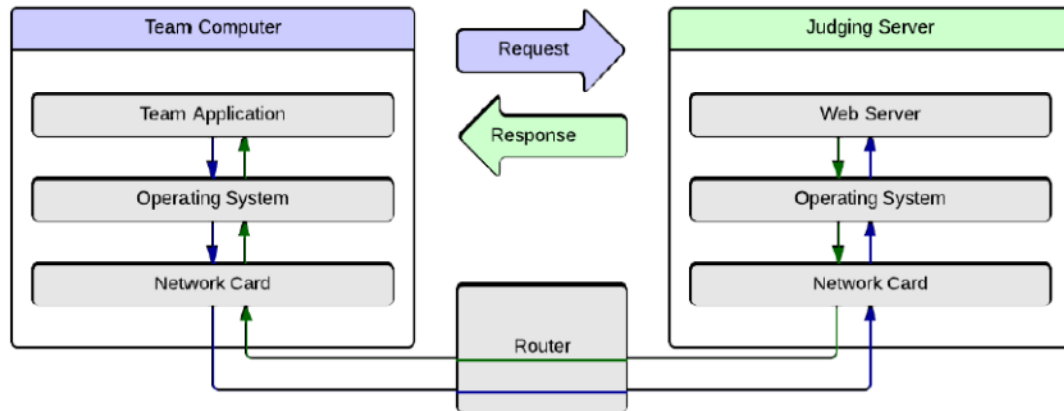 Team Computer
Request
Judging Server
Team Application
Response
Web Server
Operating System
Operating System
Network Card
Network Card
Router